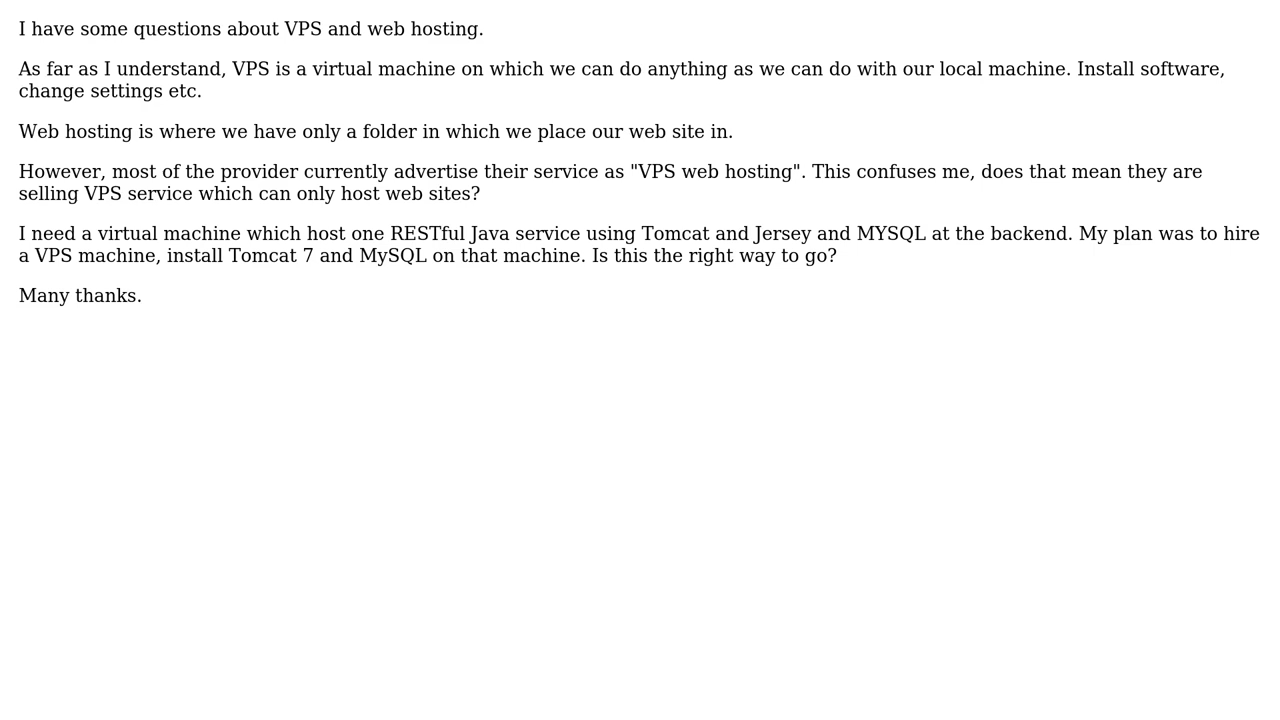 I have some questions about VPS and web hosting.
As far as I understand, VPS is a virtual machine on which we can do anything as we can do with our local machine. Install software,
change settings etc.
Web hosting is where we have only a folder in which we place our web site in.
However, most of the provider currently advertise their service as "VPS web hosting". This confuses me, does that mean they are
selling VPS service which can only host web sites?
I need a virtual machine which host one RESTful Java service using Tomcat and Jersey and MYSQL at the backend. My plan was to hire
a VPS machine, install Tomcat 7 and MySQL on that machine. Is this the right way to go?
Many thanks.